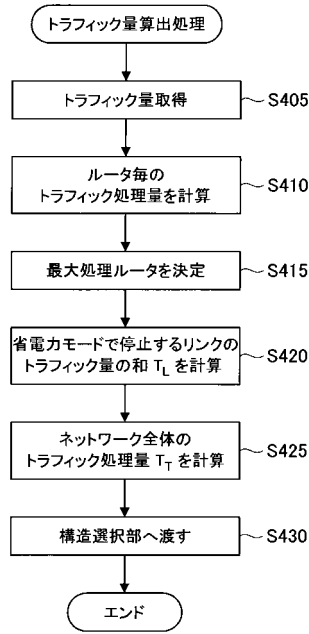 トラフィック量算出処理
トラフィック量取得
S405
ルータ毎の
トラフィック処理量を計算
S410
最大処理ルータを決定
S415
省電力モードで停止するリンクの
トラフィック量の和 TL を計算
S420
ネットワーク全体の
トラフィック処理量 TT を計算
S425
構造選択部へ渡す
S430
エンド